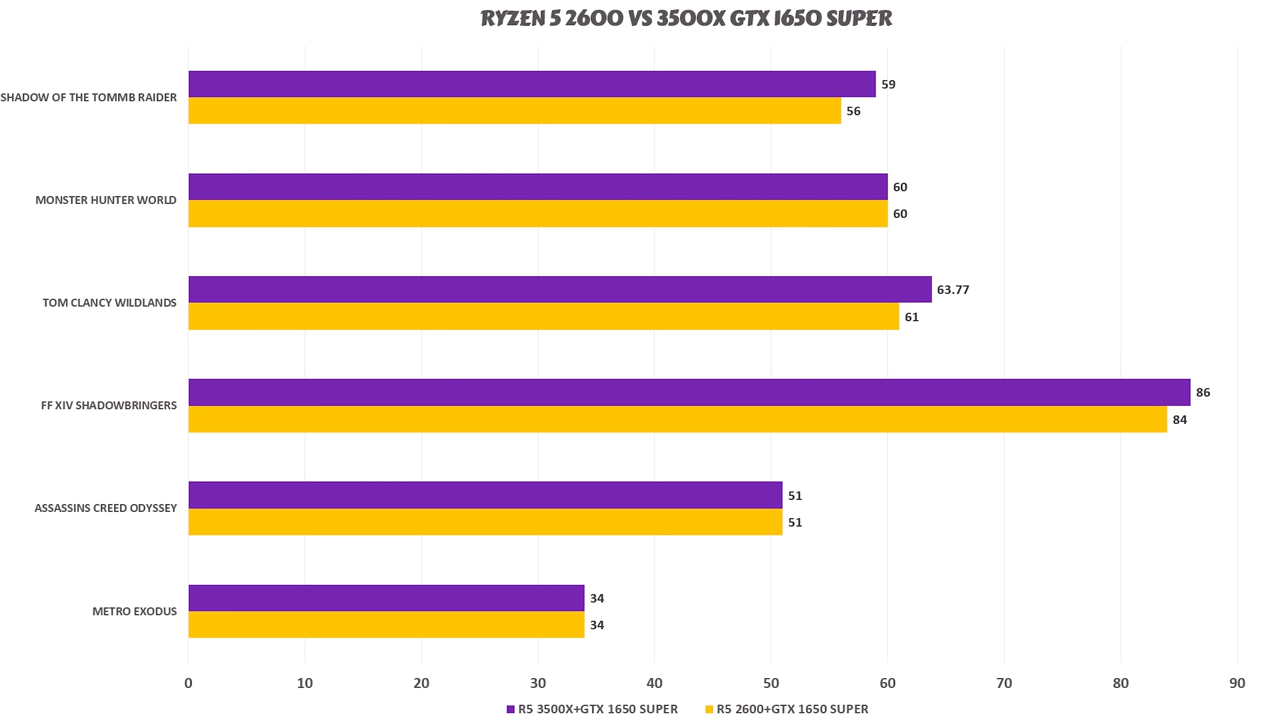 RYZEN 5 2600 VS 3500X GTX 1650 SUPER
SHADOW OF THE TOMMB RAIDER
59
56
MONSTER HUNTER WORLD
60
60
TOM CLANCY WILDLANDS
63.77
61
FF XIV SHADOWBRINGERS
86
84
ASSASSINS CREED ODYSSEY
51
51
METRO EXODUS
34
34
0 10 20 30 40 50 60 70 80 90
R5 3500X+GTX 1650 SUPER R5 2600+GTX 1650 SUPER